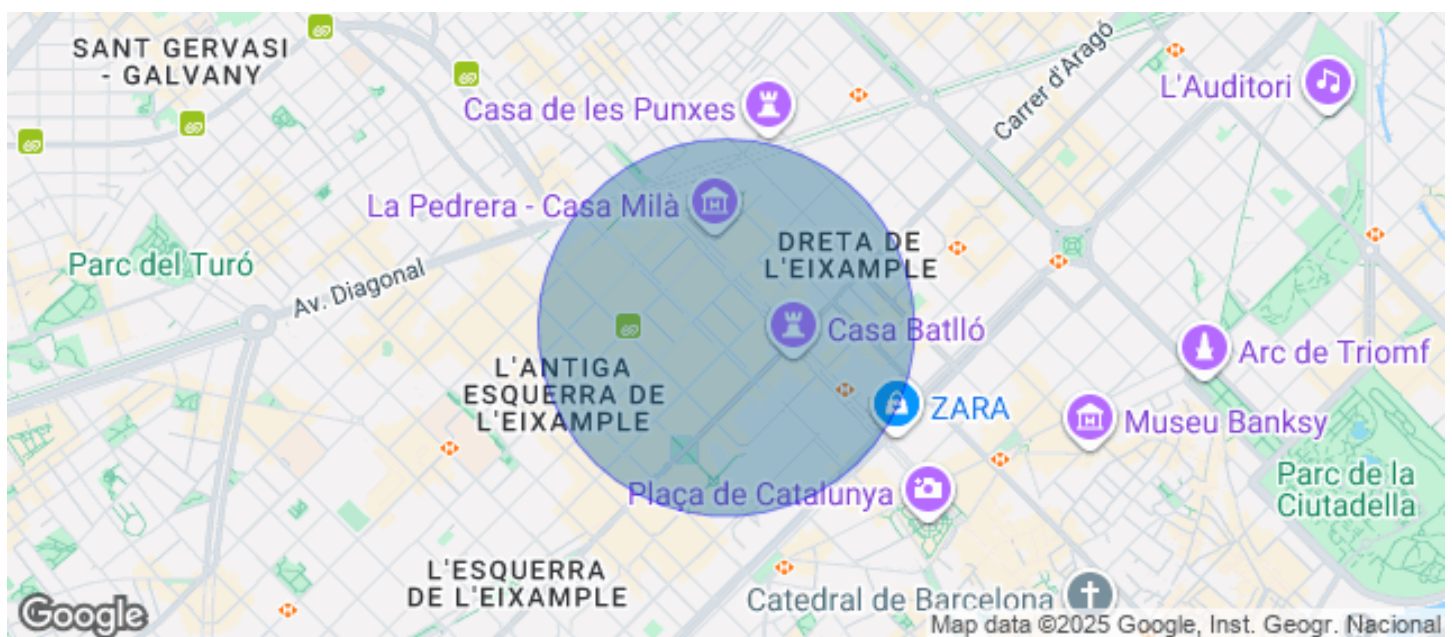 SANT GERVASI
- GALVANY
Casa de les Punxes
Carrer d'Aragó
L'Auditori
La Pedrera - Casa Milà
DRETA DE
L'EIXAMPLE
Parc del Turó
Av. Diagonal
Casa Batlló
Arc de Triomf
L'ANTIGA
ESQUERRA DE
L'EIXAMPLE
ZARA
Museu Banksy
Plaça de Catalunya
Parc de la
Ciutadella
L'ESQUERRA
DE L'EIXAMPLE
Catedral de Barcelona
Google
Map data ©2025 Google, Inst. Geogr. Nacional